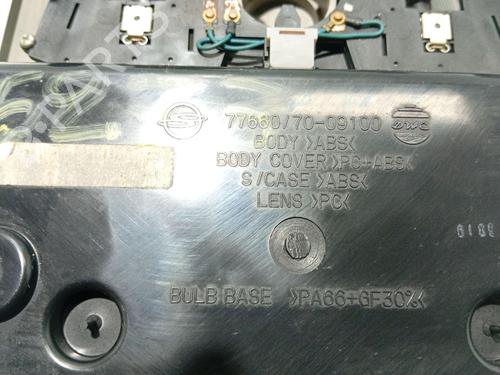 77660/70-09100
BODY >ABS<
BODY COVER >PC+ABS<
S/CASE >ABS<
LENS >PC<
BULB BASE >PA66+GF30%<